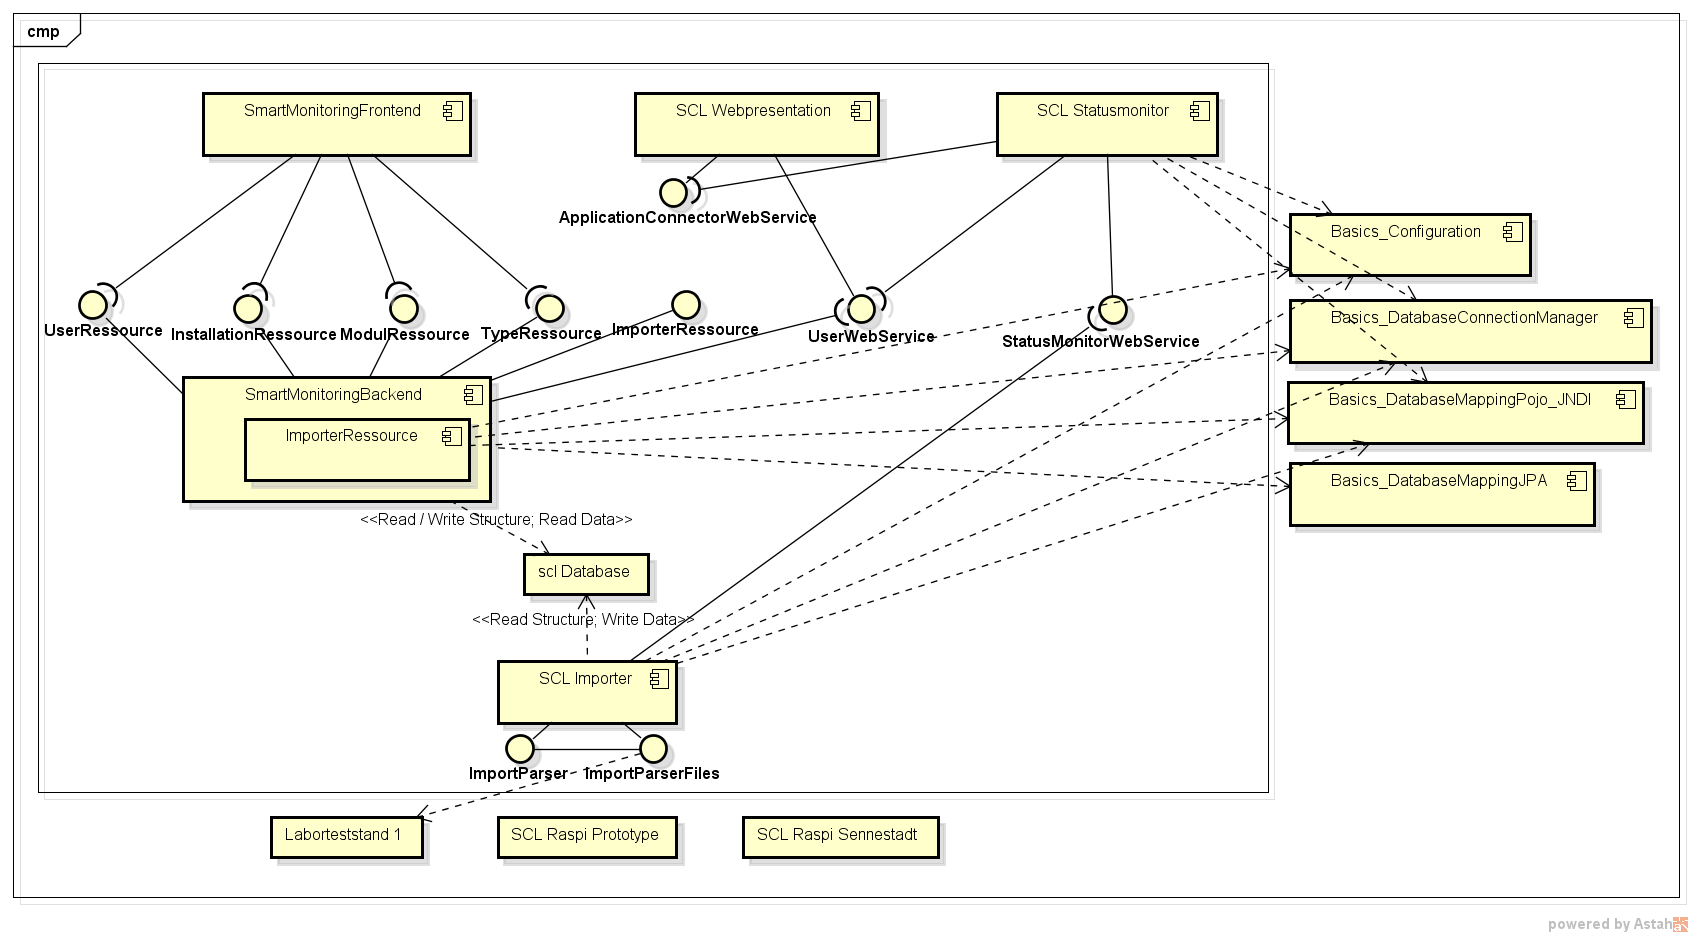 cmp
SmartMonitoringFrontend
SCL Webpresentation
SCL Statusmonitor
ApplicationConnectorWebService
Basics_Configuration
UserRessource
InstallationRessource
ModulRessource
TypeRessource
ImporterRessource
UserWebService
StatusMonitorWebService
Basics_DatabaseConnectionManager
SmartMonitoringBackend
Basics_DatabaseMappingPojo_JNDI
ImporterRessource
Basics_DatabaseMappingJPA
<<Read / Write Structure; Read Data>>
scl Database
<<Read Structure; Write Data>>
SCL Importer
ImportParser
ImportParserFiles
Laborteststand 1
SCL Raspi Prototype
SCL Raspi Sennestadt
powered by Astah